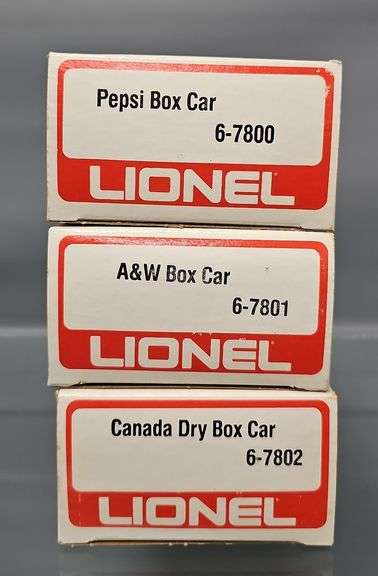 Pepsi Box Car
6-7800
LIONEL
A&W Box Car
6-7801
LIONEL
Canada Dry Box Car
6-7802
LIONEL